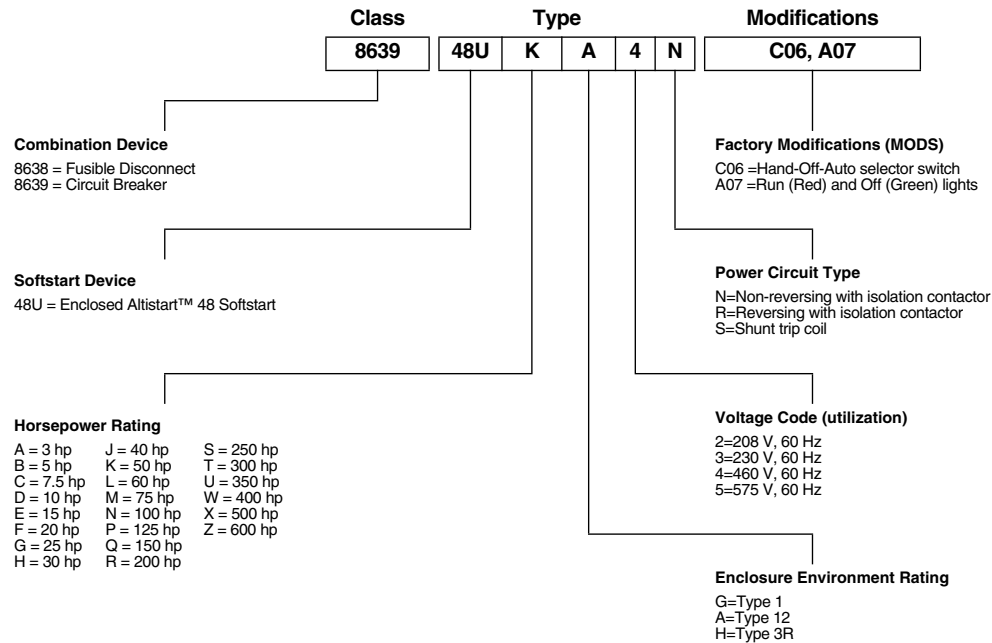 Class Type Modifications
8639 48U K A 4 N C06, A07
Combination Device
8638 = Fusible Disconnect
8639 = Circuit Breaker
Factory Modifications (MODS)
C06 =Hand-Off-Auto selector switch
A07 =Run (Red) and Off (Green) lights
Softstart Device
48U = Enclosed Altistart™ 48 Softstart
Power Circuit Type
N=Non-reversing with isolation contactor
R=Reversing with isolation contactor
S=Shunt trip coil
Horsepower Rating
A = 3 hp J = 40 hp S = 250 hp
B = 5 hp K = 50 hp T = 300 hp
C = 7.5 hp L = 60 hp U = 350 hp
D = 10 hp M = 75 hp W = 400 hp
E = 15 hp N = 100 hp X = 500 hp
F = 20 hp P = 125 hp Z = 600 hp
G = 25 hp Q = 150 hp
H = 30 hp R = 200 hp
Voltage Code (utilization)
2=208 V, 60 Hz
3=230 V, 60 Hz
4=460 V, 60 Hz
5=575 V, 60 Hz
Enclosure Environment Rating
G=Type 1
A=Type 12
H=Type 3R